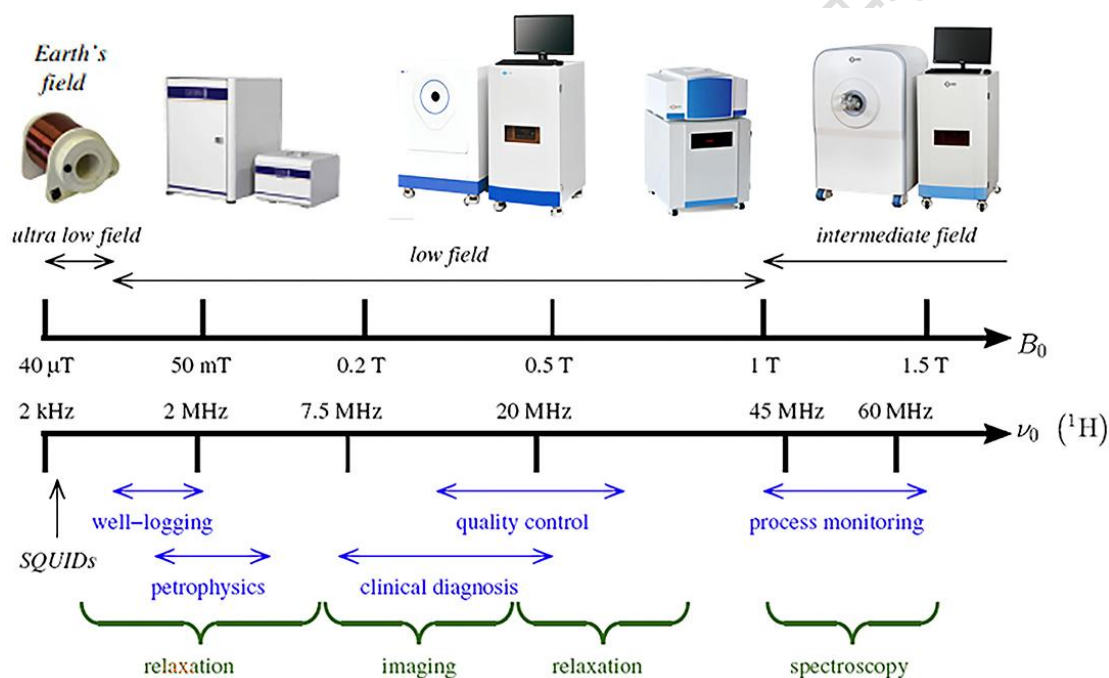 Earth's
field
ultra low field
low field
intermediate field
B₀
40 µT
50 mT
0.2 T
0.5 T
1 T
1.5 T
2 kHz
2 MHz
7.5 MHz
20 MHz
45 MHz
60 MHz
ν₀ (¹H)
well–logging
quality control
process monitoring
SQUIDs
petrophysics
clinical diagnosis
relaxation
imaging
relaxation
spectroscopy